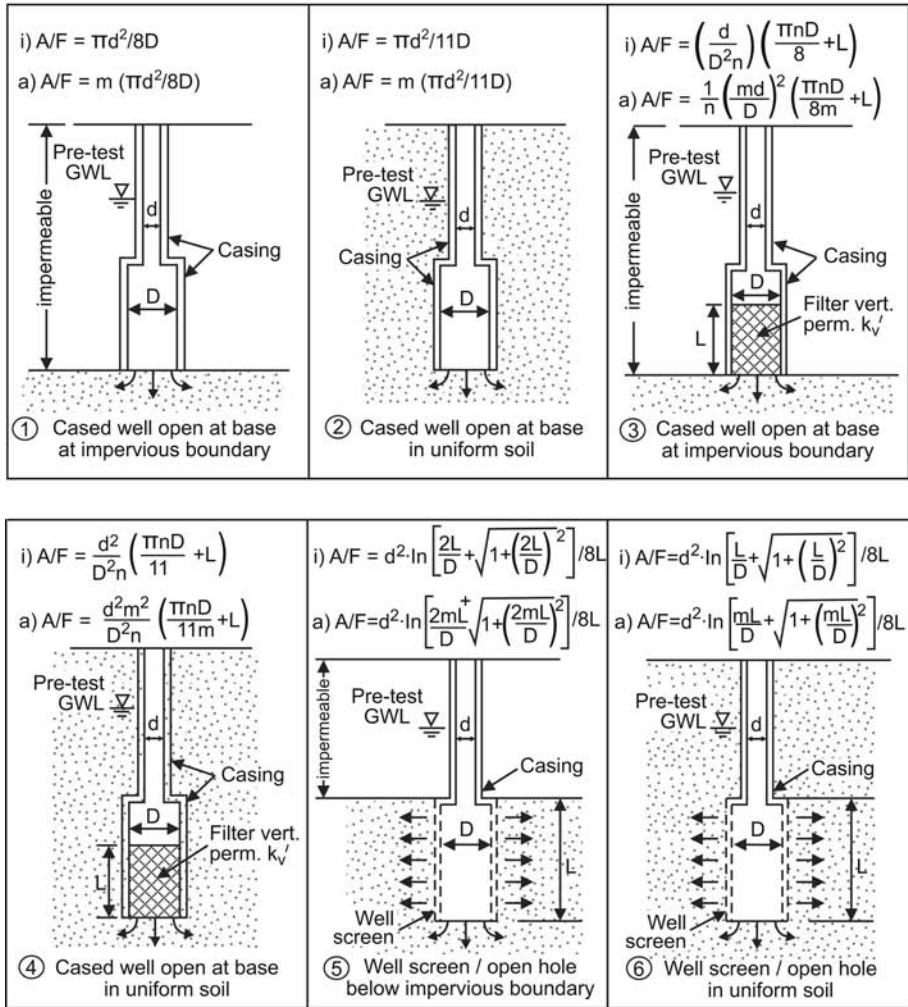 i) A/F = πd²/8D
a) A/F = m (πd²/8D)
impermeable
Pre-test
GWL
d
Casing
D
① Cased well open at base
at impervious boundary
i) A/F = πd²/11D
a) A/F = m (πd²/11D)
Pre-test
GWL
d
Casing
D
② Cased well open at base
in uniform soil
i) A/F = (d/D²n) (πnD/8 + L)
a) A/F = 1/n (md/D)² (πnD/8m + L)
impermeable
Pre-test
GWL
d
Casing
D
L
Filter vert.
perm. kᵥ'
③ Cased well open at base
at impervious boundary
i) A/F = d²/D²n (πnD/11 + L)
a) A/F = d²m²/D²n (πnD/11m + L)
Pre-test
GWL
d
Casing
D
Filter vert.
perm. kᵥ'
L
④ Cased well open at base
in uniform soil
i) A/F = d²·ln [2L/D + √(1+(2L/D)²)]/8L
a) A/F=d²·ln [2mL/D + √(1+(2mL/D)²)]/8L
impermeable
Pre-test
GWL
d
Casing
D
L
Well
screen
⑤ Well screen / open hole
below impervious boundary
i) A/F=d²·ln [L/D + √(1+(L/D)²)]/8L
a) A/F=d²·ln [mL/D + √(1+(mL/D)²)]/8L
Pre-test
GWL
d
Casing
D
L
Well
screen
⑥ Well screen / open hole
in uniform soil